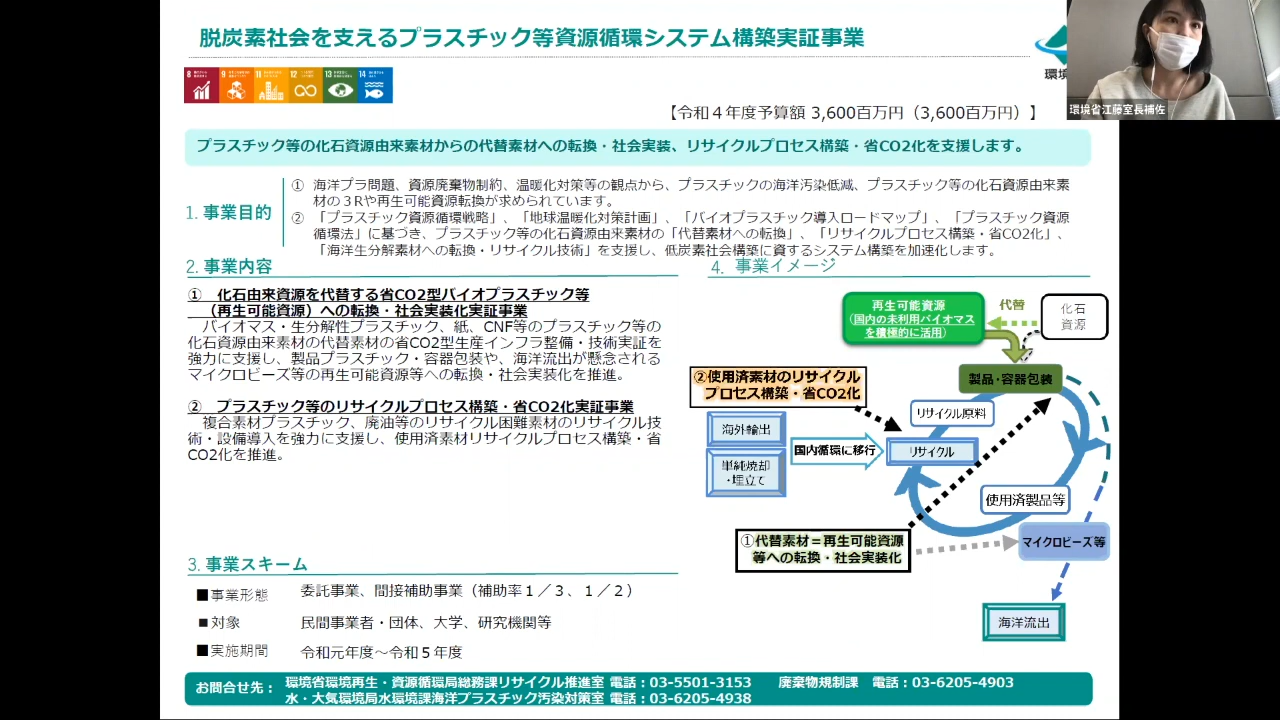 脱炭素社会を支えるプラスチック等資源循環システム構築実証事業
8
9
11
12
13
14
環境
環境省江藤室長補佐
【令和4年度予算額 3,600百万円（3,600百万円）】
プラスチック等の化石資源由来素材からの代替素材への転換・社会実装、リサイクルプロセス構築・省CO2化を支援します。
1. 事業目的
① 海洋プラ問題、資源廃棄物制約、温暖化対策等の観点から、プラスチックの海洋汚染低減、プラスチック等の化石資源由来素
材の３Rや再生可能資源転換が求められています。
② 「プラスチック資源循環戦略」、「地球温暖化対策計画」、「バイオプラスチック導入ロードマップ」、「プラスチック資源
循環法」に基づき、プラスチック等の化石資源由来素材の「代替素材への転換」、「リサイクルプロセス構築・省CO2化」、
「海洋生分解素材への転換・リサイクル技術」を支援し、低炭素社会構築に資するシステム構築を加速化します。
2. 事業内容
① 化石由来資源を代替する省CO2型バイオプラスチック等
（再生可能資源）への転換・社会実装化実証事業
バイオマス・生分解性プラスチック、紙、CNF等のプラスチック等の
化石資源由来素材の代替素材の省CO2型生産インフラ整備・技術実証を
強力に支援し、製品プラスチック・容器包装や、海洋流出が懸念される
マイクロビーズ等の再生可能資源等への転換・社会実装化を推進。
② プラスチック等のリサイクルプロセス構築・省CO2化実証事業
複合素材プラスチック、廃油等のリサイクル困難素材のリサイクル技
術・設備導入を強力に支援し、使用済素材リサイクルプロセス構築・省
CO2化を推進。
4. 事業イメージ
再生可能資源
（国内の未利用バイオマス
を積極的に活用）
代替
化石
資源
製品・容器包装
②使用済素材のリサイクル
プロセス構築・省CO2化
リサイクル原料
海外輸出
国内循環に移行
リサイクル
単純焼却
・埋立て
使用済製品等
①代替素材＝再生可能資源
等への転換・社会実装化
マイクロビーズ等
海洋流出
3. 事業スキーム
■事業形態 委託事業、間接補助事業（補助率１／３、１／２）
■対象 民間事業者・団体、大学、研究機関等
■実施期間 令和元年度～令和５年度
お問合せ先： 環境省環境再生・資源循環局総務課リサイクル推進室 電話：03-5501-3153 廃棄物規制課 電話：03-6205-4903
水・大気環境局水環境課海洋プラスチック汚染対策室 電話：03-6205-4938